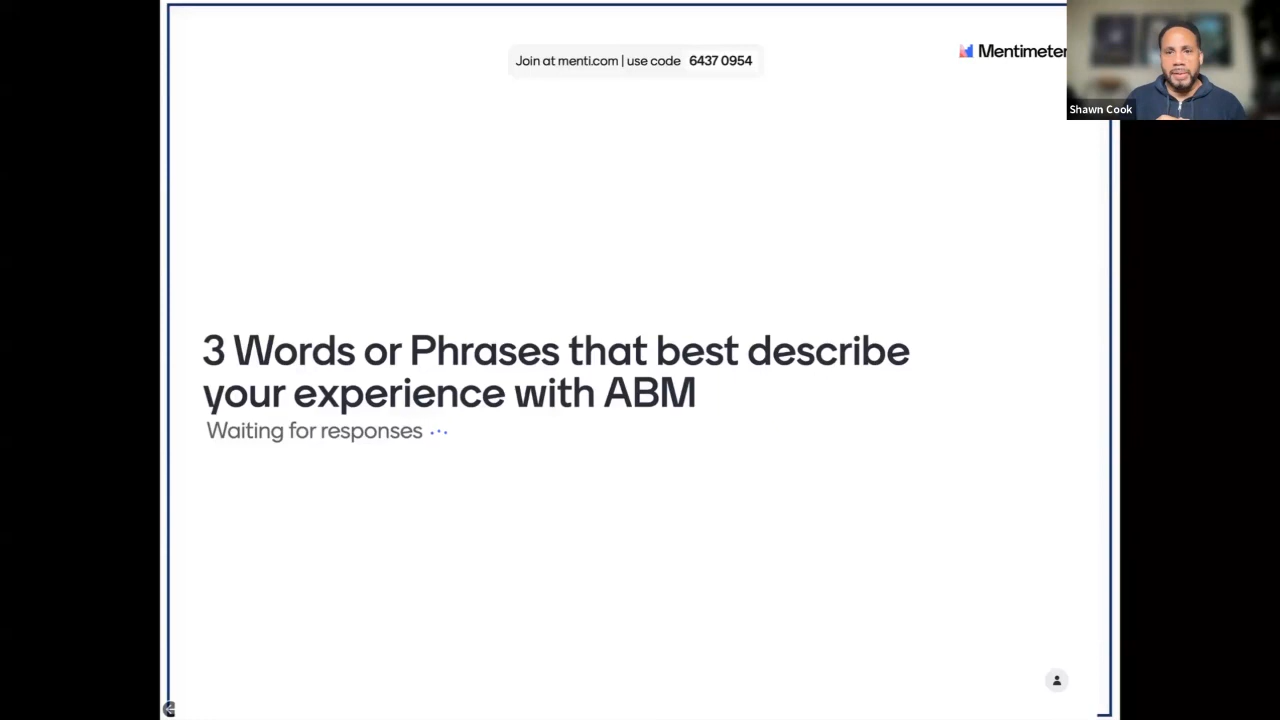 Join at menti.com | use code 6437 0954
Mentimeter
Shawn Cook
3 Words or Phrases that best describe
your experience with ABM
Waiting for responses ...